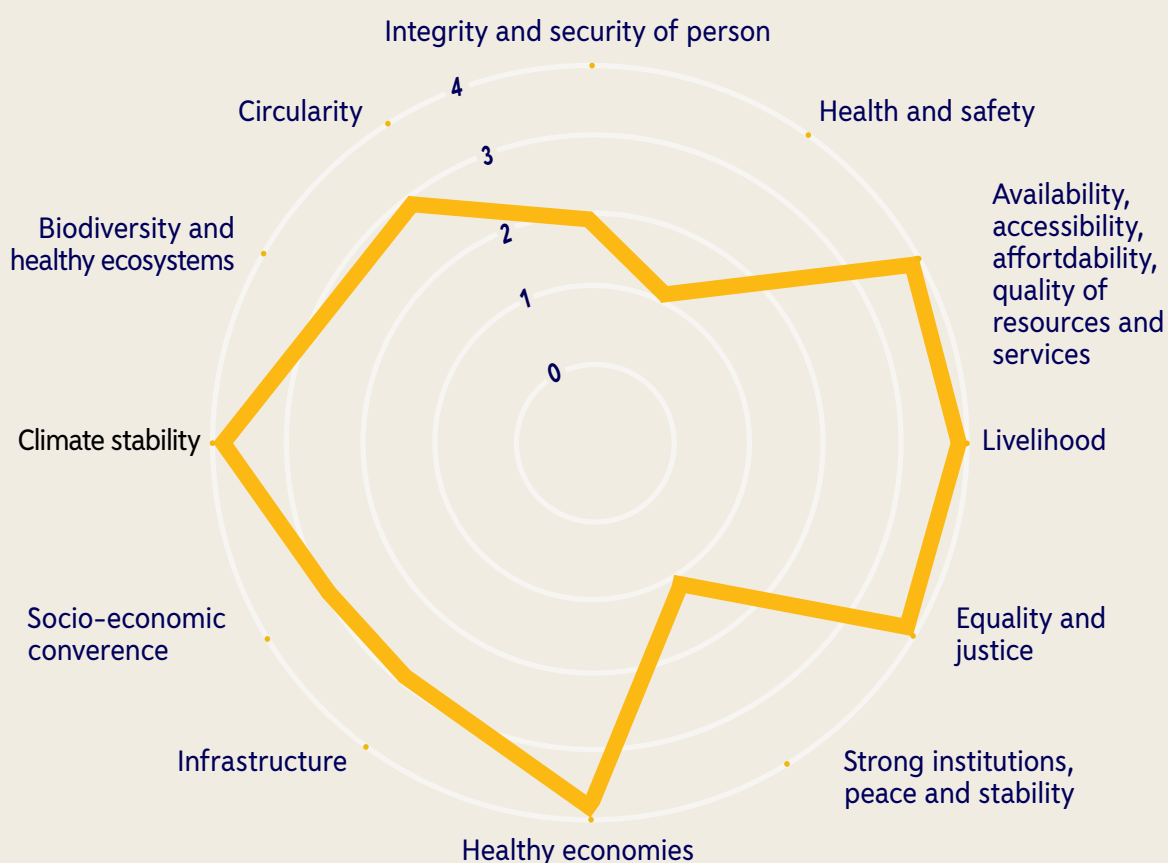 Integrity and security of person
Health and safety
Availability,
accessibility,
affortdability,
quality of
resources and
services
Livelihood
Equality and
justice
Strong institutions,
peace and stability
Healthy economies
Infrastructure
Socio-economic
converence
Climate stability
Biodiversity and
healthy ecosystems
Circularity
4
3
2
1
0